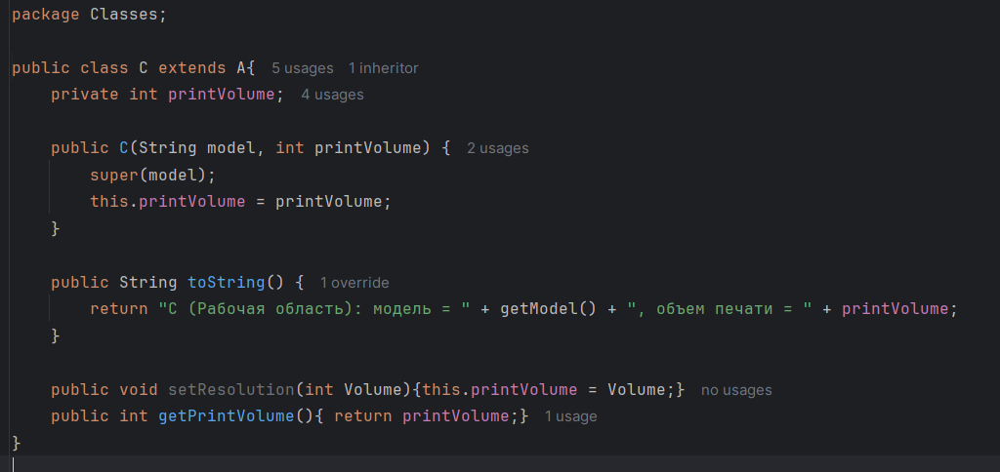 package Classes;
public class C extends A{ 5 usages 1 inheritor
private int printVolume; 4 usages
public C(String model, int printVolume) { 2 usages
super(model);
this.printVolume = printVolume;
}
public String toString() { 1 override
return "C (Рабочая область): модель = " + getModel() + ", объем печати = " + printVolume;
}
public void setResolution(int Volume){this.printVolume = Volume;} no usages
public int getPrintVolume(){ return printVolume;} 1 usage
}